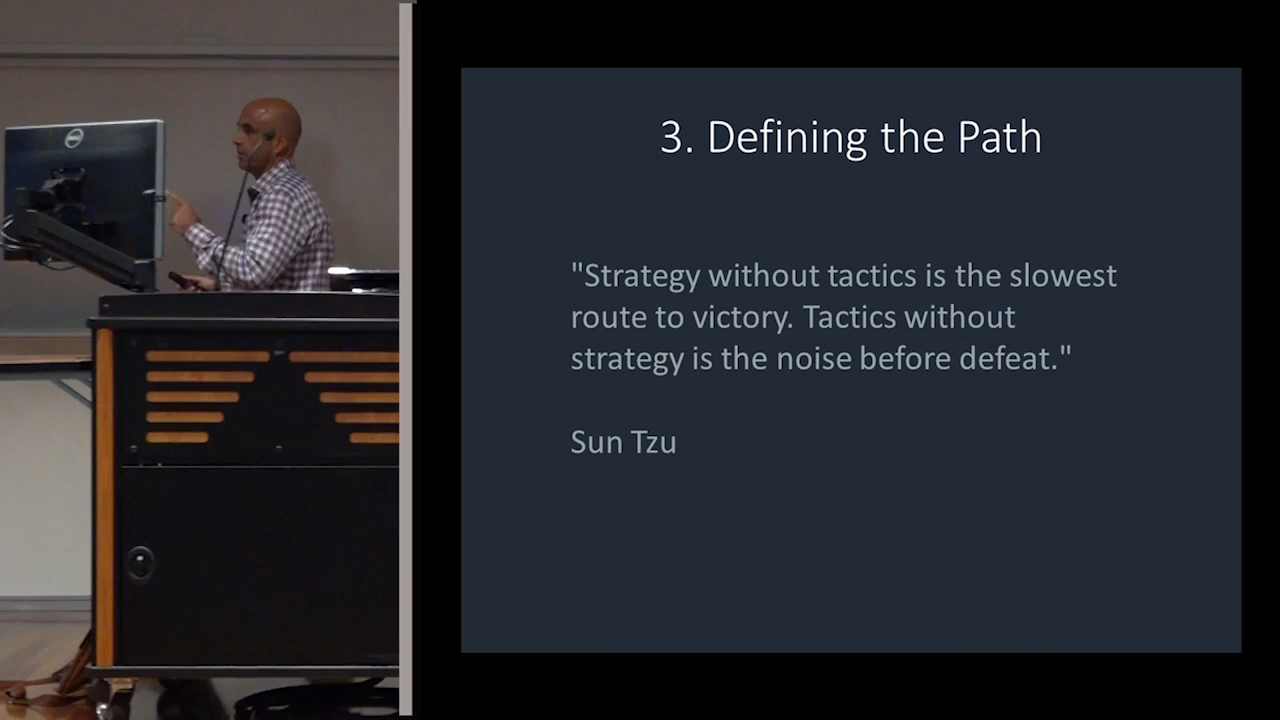 DELL
3. Defining the Path
"Strategy without tactics is the slowest
route to victory. Tactics without
strategy is the noise before defeat."
Sun Tzu